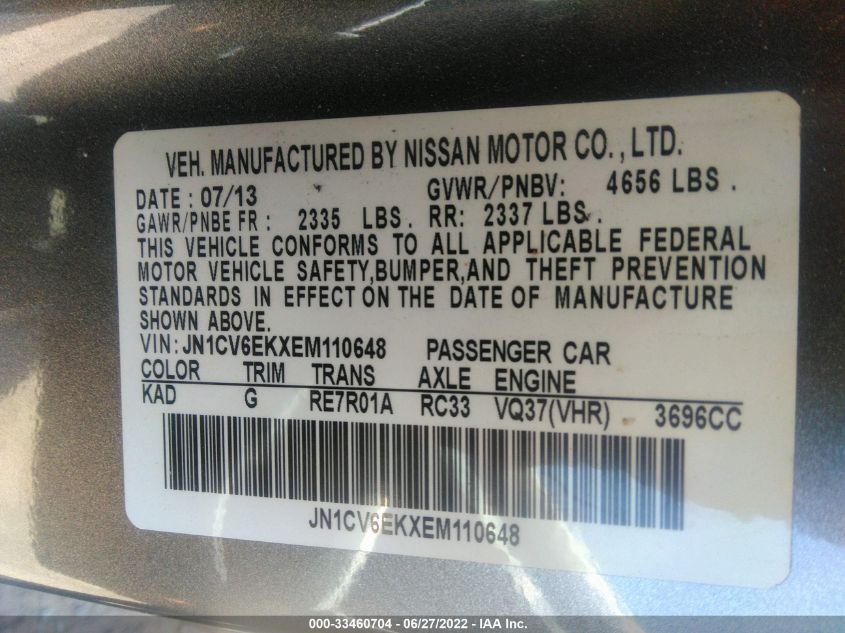 VEH. MANUFACTURED BY NISSAN MOTOR CO., LTD.
DATE : 07/13 GVWR/PNBV: 4656 LBS .
GAWR/PNBE FR : 2335 LBS . RR: 2337 LBS .
THIS VEHICLE CONFORMS TO ALL APPLICABLE FEDERAL
MOTOR VEHICLE SAFETY,BUMPER,AND THEFT PREVENTION
STANDARDS IN EFFECT ON THE DATE OF MANUFACTURE
SHOWN ABOVE.
VIN:JN1CV6EKXEM110648 PASSENGER CAR
COLOR TRIM TRANS AXLE ENGINE
KAD G RE7R01A RC33 VQ37(VHR) 3696CC
JN1CV6EKXEM110648
000-33460704 - 06/27/2022 - IAA Inc.